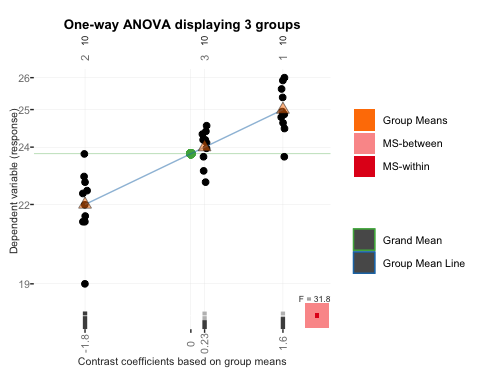 One-way ANOVA displaying 3 groups
10 10 10
2 3 1
26
25
24
22
19
Dependent variable (response)
Group Means
MS-between
MS-within
Grand Mean
Group Mean Line
F = 31.8
-1.8 0 0.23 1.6
Contrast coefficients based on group means